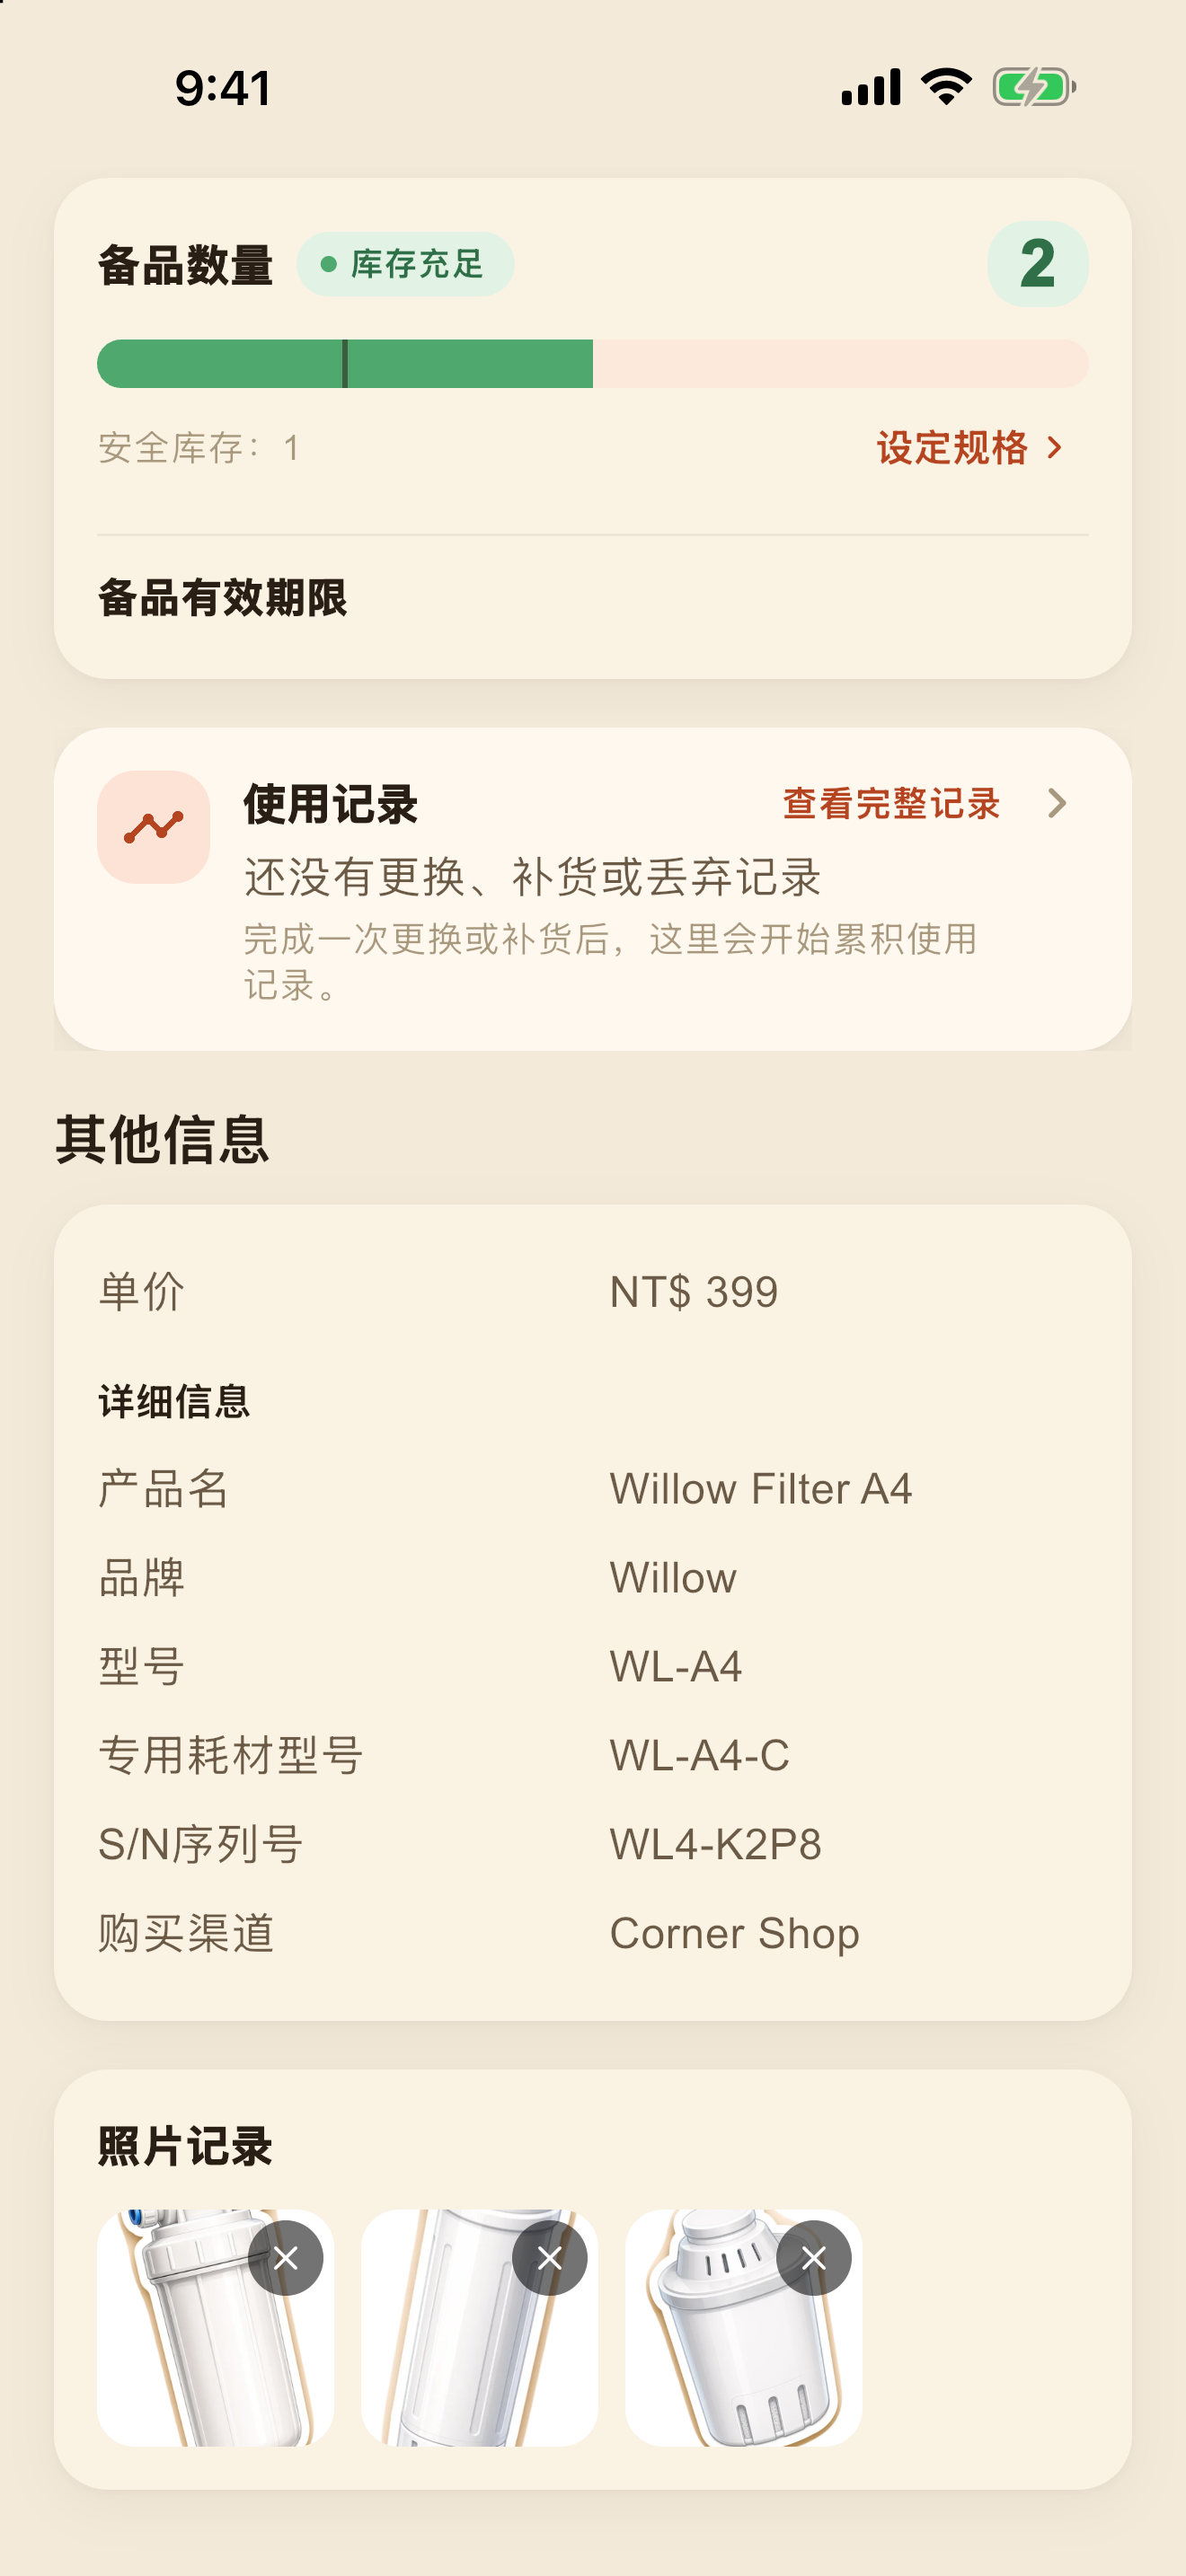 9:41
备品数量
库存充足
2
安全库存：1
设定规格
备品有效期限
使用记录
查看完整记录
还没有更换、补货或丢弃记录
完成一次更换或补货后，这里会开始累积使用
记录。
其他信息
单价 NT$ 399
详细信息
产品名 Willow Filter A4
品牌 Willow
型号 WL-A4
专用耗材型号 WL-A4-C
S/N序列号 WL4-K2P8
购买渠道 Corner Shop
照片记录